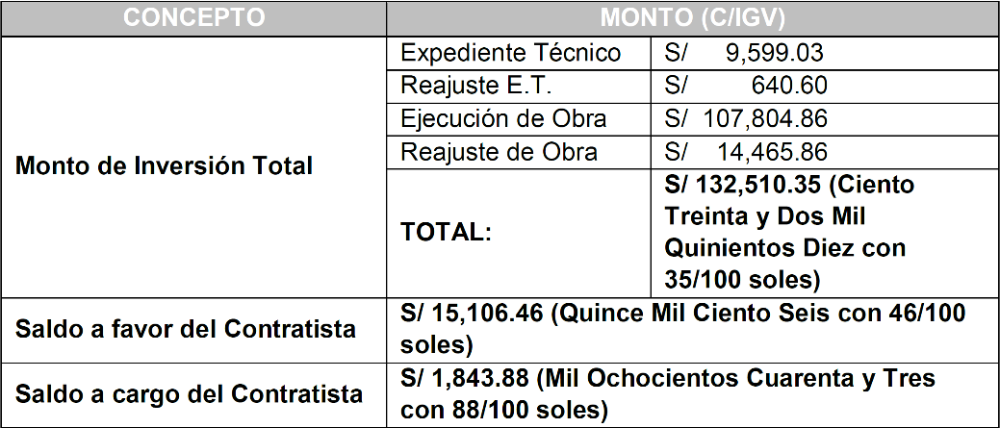 CONCEPTO MONTO (C/IGV)
Monto de Inversión Total
Expediente Técnico S/ 9,599.03
Reajuste E.T. S/ 640.60
Ejecución de Obra S/ 107,804.86
Reajuste de Obra S/ 14,465.86
TOTAL:
S/ 132,510.35 (Ciento
Treinta y Dos Mil
Quinientos Diez con
35/100 soles)
Saldo a favor del Contratista
S/ 15,106.46 (Quince Mil Ciento Seis con 46/100
soles)
Saldo a cargo del Contratista
S/ 1,843.88 (Mil Ochocientos Cuarenta y Tres
con 88/100 soles)